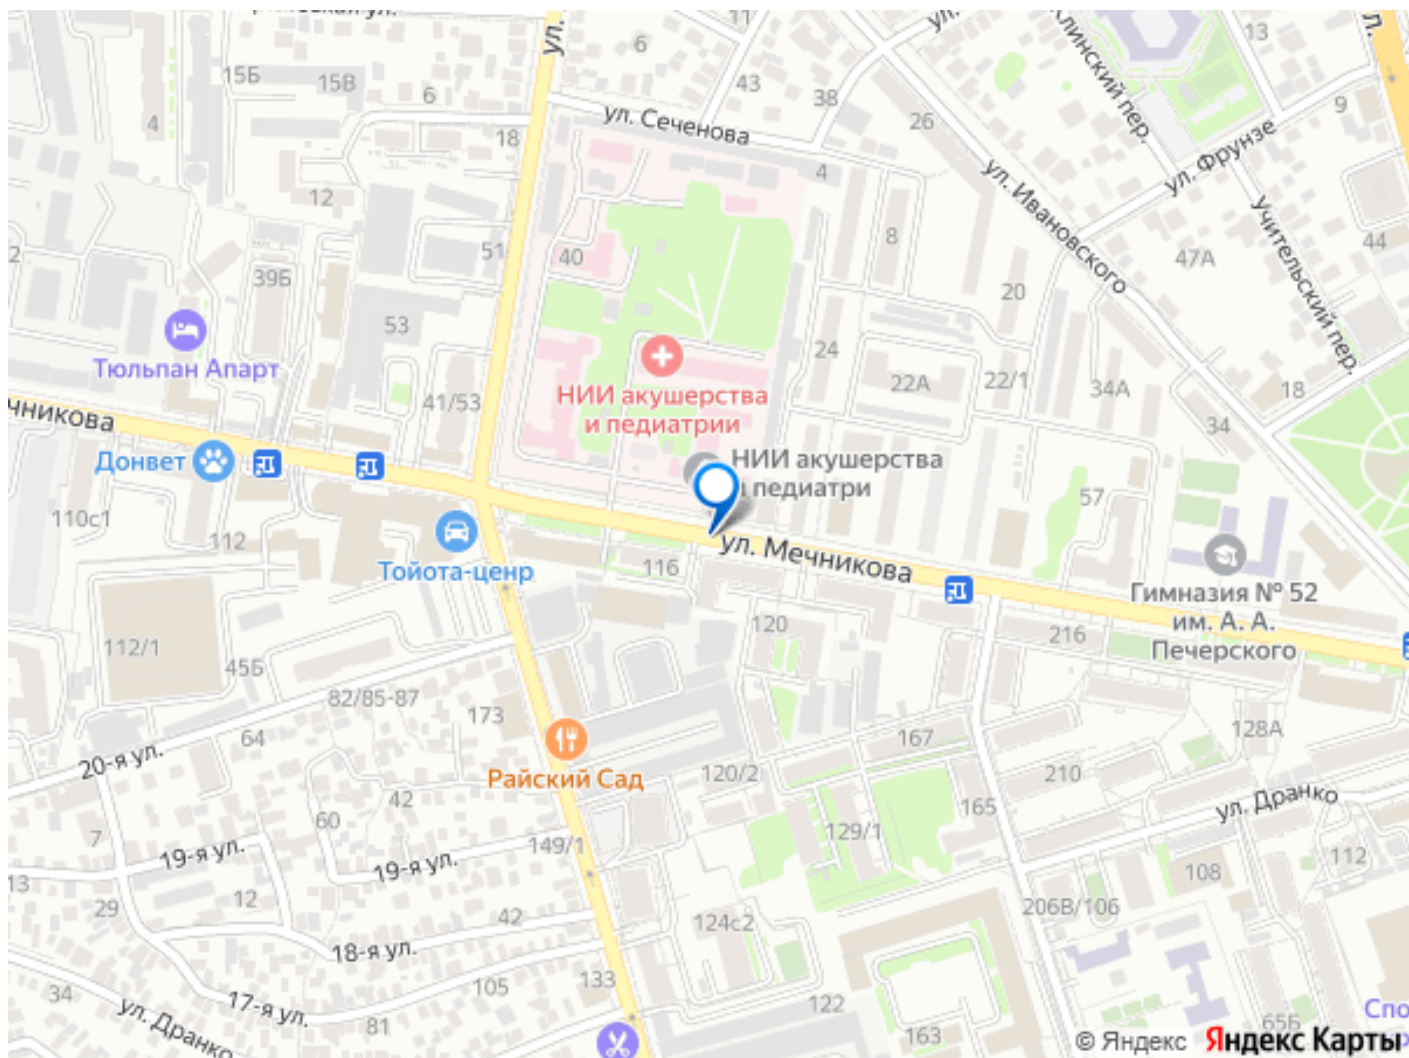 ул.
11
ул.
Клинский пер.
13
ул.
6
15Б
15В
6
43
38
9
4
18
ул. Сеченова
26
ул. Фрунзе
4
12
ул. Ивановского
Учительский пер.
40
8
44
2
51
47А
39Б
20
53
Тюльпан Апарт
24
22А
22/1
34А
18
НИИ акушерства
и педиатрии
41/53
чникова
34
Донвет
НИИ акушерства
педиатри
57
110с1
112
ул. Мечникова
Тойота-ценр
116
Гимназия № 52
им. А. А.
Печерского
120
216
112/1
45Б
82/85-87
173
64
20-я ул.
167
128А
Райский Сад
120/2
210
42
165
ул. Дранко
60
7
129/1
19-я ул.
149/1
19-я ул.
112
108
13
12
29
42
124с2
206В/106
18-я ул.
34
105
133
17-я ул.
122
ул. Дранко
81
163
65Б
Спо
© Яндекс Яндекс Карты